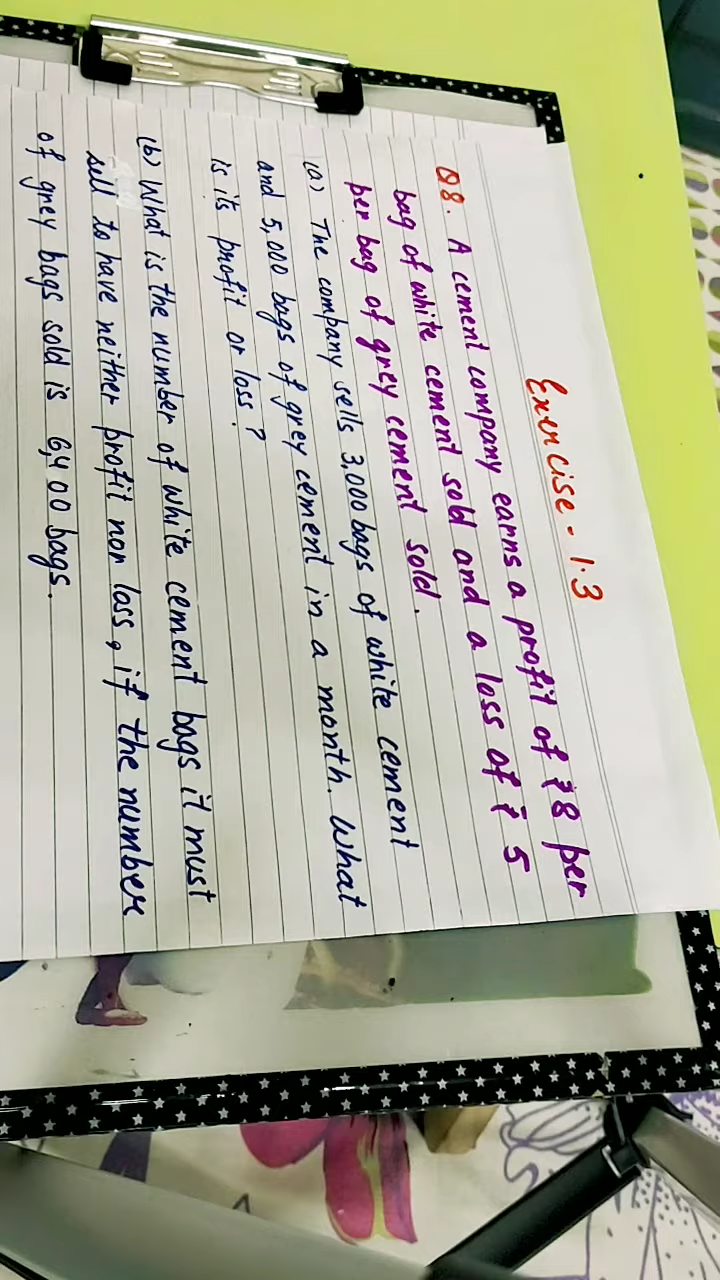 Exercise - 1.3
Q8. A cement company earns a profit of ₹8 per
bag of white cement sold and a loss of ₹ 5
per bag of grey cement sold.
(a) The company sells 3,000 bags of white cement
and 5,000 bags of grey cement in a month. What
is its profit or loss?
(b) What is the number of white cement bags it must
sell to have neither profit nor loss, if the number
of grey bags sold is 6,400 bags.